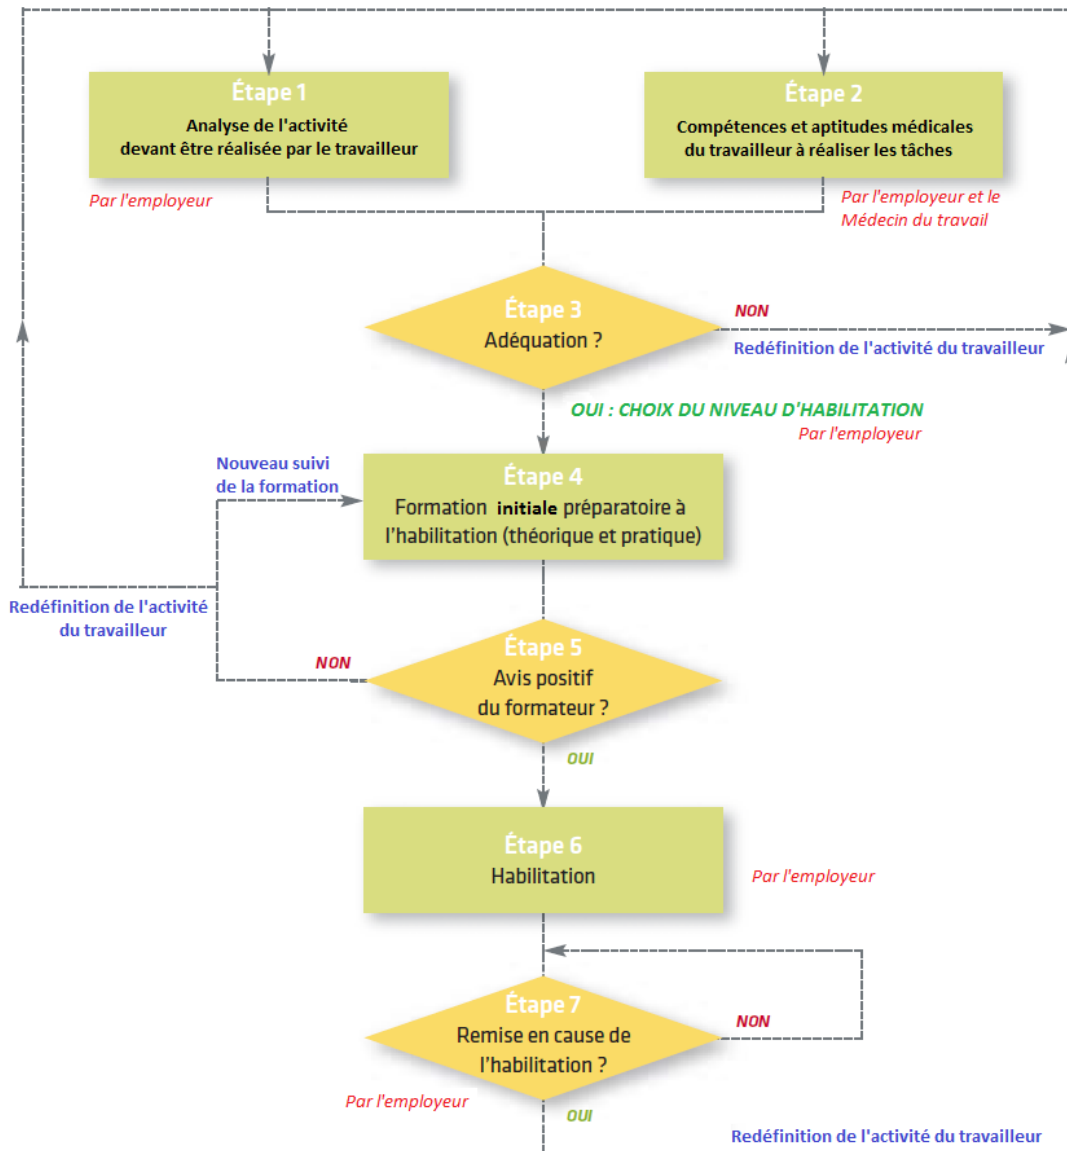 Étape 1
Analyse de l'activité
devant être réalisée par le travailleur
Par l'employeur
Étape 2
Compétences et aptitudes médicales
du travailleur à réaliser les tâches
Par l'employeur et le
Médecin du travail
Étape 3
Adéquation ?
NON
Redéfinition de l'activité du travailleur
OUI : CHOIX DU NIVEAU D'HABILITATION
Par l'employeur
Nouveau suivi
de la formation
Étape 4
Formation initiale préparatoire à
l'habilitation (théorique et pratique)
Redéfinition de l'activité
du travailleur
NON
Étape 5
Avis positif
du formateur ?
OUI
Étape 6
Habilitation
Par l'employeur
Étape 7
Remise en cause de
l'habilitation ?
NON
Par l'employeur
OUI
Redéfinition de l'activité du travailleur